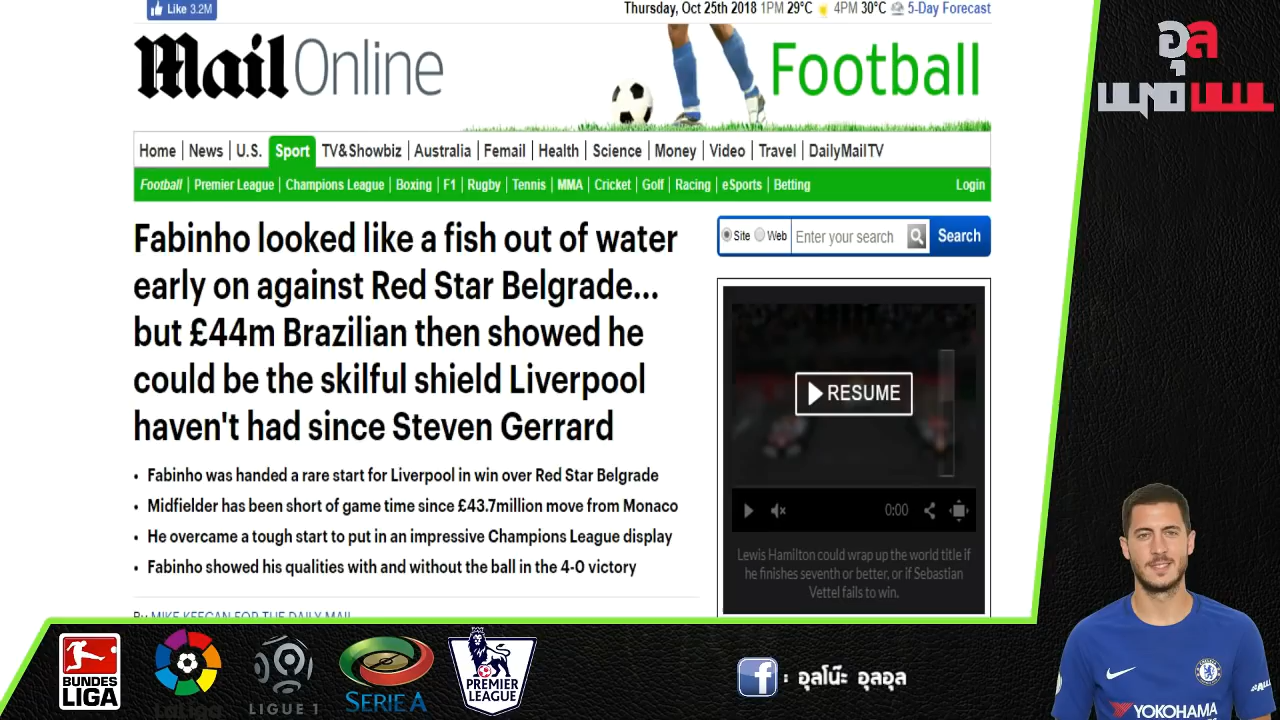 Like 3.2M
Thursday, Oct 25th 2018 1PM 29°C 4PM 30°C 5-Day Forecast
Mail Online
Football
อุล
Home News U.S. Sport TV&Showbiz Australia Femail Health Science Money Video Travel DailyMailTV
Football Premier League Champions League Boxing F1 Rugby Tennis MMA Cricket Golf Racing eSports Betting Login
Fabinho looked like a fish out of water
early on against Red Star Belgrade...
but £44m Brazilian then showed he
could be the skilful shield Liverpool
haven't had since Steven Gerrard
Site Web Enter your search Search
• Fabinho was handed a rare start for Liverpool in win over Red Star Belgrade
• Midfielder has been short of game time since £43.7million move from Monaco
• He overcame a tough start to put in an impressive Champions League display
• Fabinho showed his qualities with and without the ball in the 4-0 victory
By MIKE KEEGAN FOR THE DAILY MAIL
RESUME
0:00
Lewis Hamilton could wrap up the world title if
he finishes seventh or better, or if Sebastian
Vettel fails to win.
BUNDES
LIGA
LaLiga
LIGUE 1
SERIE A
PREMIER
LEAGUE
f : อุลโน๊ะ อุลอุล
YOKOHAMA